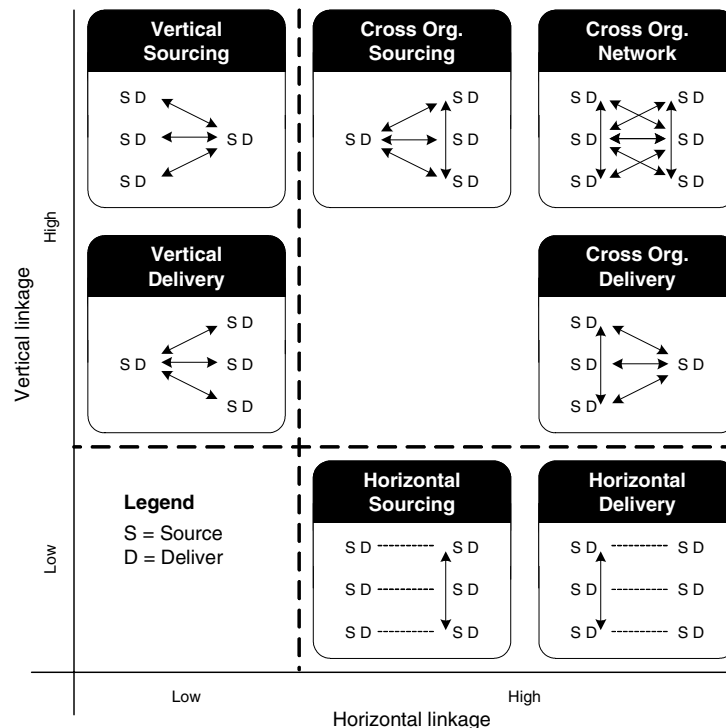 Vertical
Sourcing
S D
S D
S D
S D
Cross Org.
Sourcing
S D
S D
S D
S D
Cross Org.
Network
S D
S D
S D
S D
S D
S D
Vertical
Delivery
S D
S D
S D
S D
Cross Org.
Delivery
S D
S D
S D
S D
Horizontal
Sourcing
S D
S D
S D
S D
S D
S D
Horizontal
Delivery
S D
S D
S D
S D
S D
S D
Legend
S = Source
D = Deliver
High
Vertical linkage
Low
Low
High
Horizontal linkage